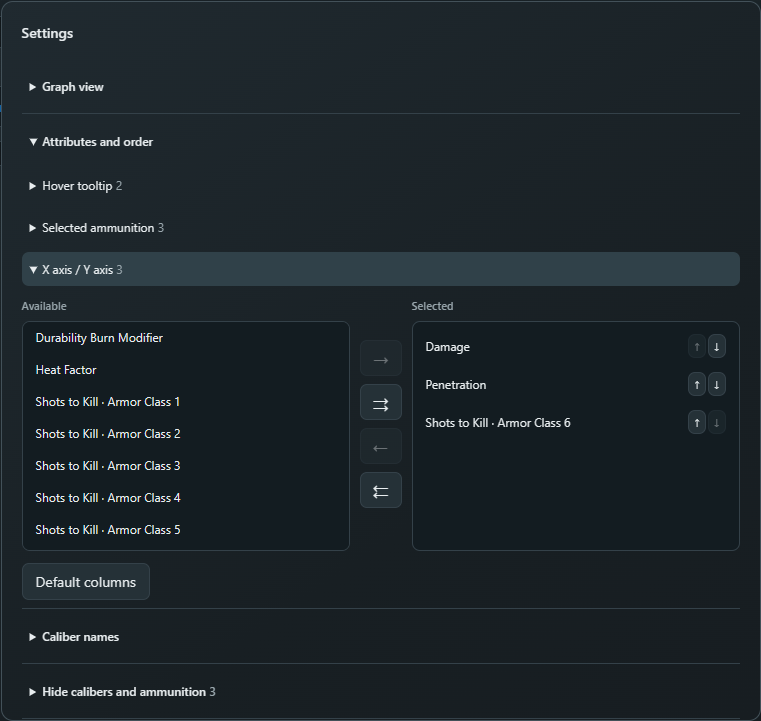 Settings
▶ Graph view
▼ Attributes and order
▶ Hover tooltip 2
▶ Selected ammunition 3
▼ X axis / Y axis 3
Available
Selected
Durability Burn Modifier
Heat Factor
Shots to Kill · Armor Class 1
Shots to Kill · Armor Class 2
Shots to Kill · Armor Class 3
Shots to Kill · Armor Class 4
Shots to Kill · Armor Class 5
→
⇉
←
⇇
Damage ↑ ↓
Penetration ↑ ↓
Shots to Kill · Armor Class 6 ↑ ↓
Default columns
▶ Caliber names
▶ Hide calibers and ammunition 3